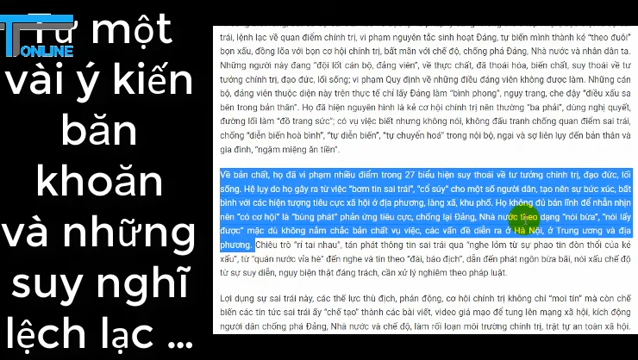 Từ một
vài ý kiến
băn
khoăn
và những
suy nghĩ
lệch lạc ...
TF
ONLINE
trái, lệch lạc về quan điểm chính trị, vi phạm nguyên tắc sinh hoạt Đảng, tự biến mình thành kẻ “theo đuôi”
bọn xấu, đồng lõa với bọn cơ hội chính trị, bất mãn với chế độ, chống phá Đảng, Nhà nước và nhân dân ta.
Những người này đang “đội lốt cán bộ, đảng viên”, về thực chất, đã thoái hóa, biến chất, suy thoái về tư
tưởng chính trị, đạo đức, lối sống; vi phạm Quy định về những điều đảng viên không được làm. Những cán
bộ, đảng viên thuộc diện này trên thực tế chỉ lấy Đảng làm “bình phong”, ngụy trang, che đậy “điều xấu sa
bên trong bản thân”. Họ đã hiện nguyên hình là kẻ cơ hội chính trị nên thường “ba phải”, dùng nghị quyết,
đường lối làm “đồ trang sức”; có vụ việc biết nhưng không nói, không đấu tranh chống quan điểm sai trái,
chống “diễn biến hoà bình”, “tự diễn biến”, “tự chuyển hoá” trong nội bộ, ngại va sợ liên lụy đến bản thân và
gia đình, “ngậm miệng ăn tiền”.
Về bản chất, họ đã vi phạm nhiều điểm trong 27 biểu hiện suy thoái về tư tưởng chính trị, đạo đức, lối
sống. Hệ lụy do họ gây ra từ việc “bơm tin sai trái”, “cổ súy” cho một số người dân, tạo nên sự bức xúc, bất
bình với các hiện tượng tiêu cực xã hội ở địa phương, làng xã, khu phố. Họ không đủ bản lĩnh để nhẫn nhịn
nên “có cơ hội” là “bùng phát” phản ứng tiêu cực, chống lại Đảng, Nhà nước theo dạng “nói bừa”, “nói lấy
được” mặc dù không nắm chắc bản chất vụ việc, các vấn đề diễn ra ở Hà Nội, ở Trung ương và địa
phương. Chiêu trò “rỉ tai nhau”, tán phát thông tin sai trái qua “nghe lỏm từ sự phao tin đồn thổi của kẻ
xấu”, từ “quán nước vỉa hè” đến nghe và tin theo “đài, báo địch”, dẫn đến phát ngôn bừa bãi, nói xấu chế độ
từ sự suy diễn, ngụy biện thật đáng trách, cần xử lý nghiêm theo pháp luật.
Lợi dụng sự sai trái này, các thế lực thù địch, phản động, cơ hội chính trị không chỉ “moi tin” mà còn chế
biến các tin tức sai trái ấy “chế tạo” thành các bài viết, video giả mạo để tung lên mạng xã hội, kích động
người dân chống phá Đảng, Nhà nước và chế độ, làm rối loạn môi trường chính trị, trật tự an toàn xã hội.